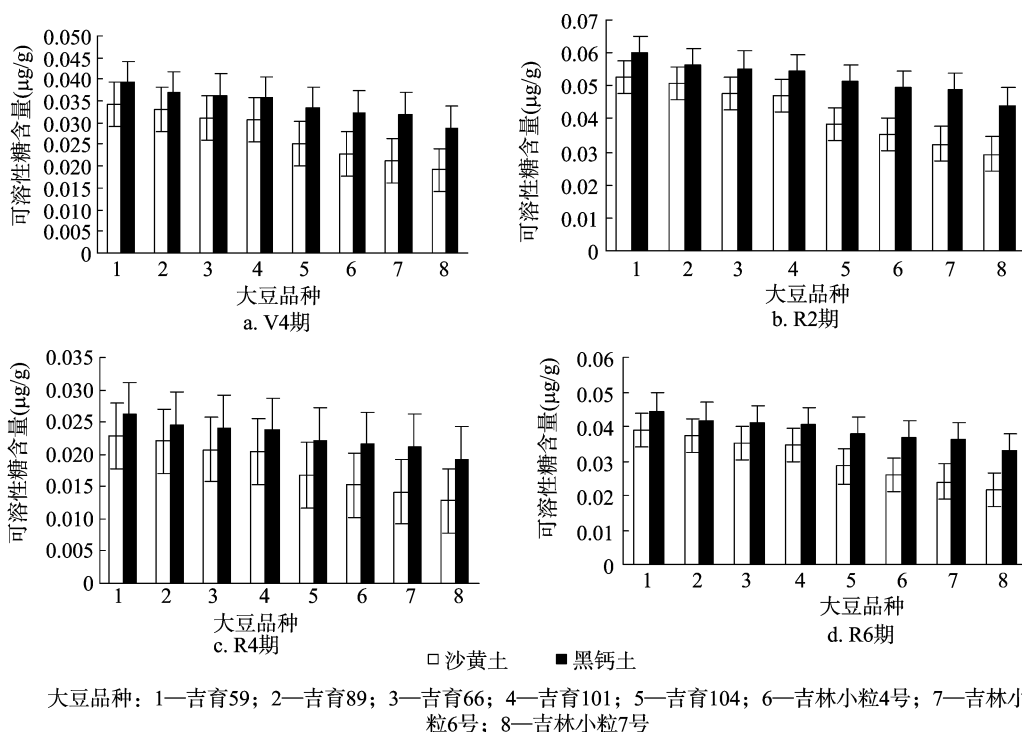 可溶性糖含量(μg/g)
0.050
0.045
0.040
0.035
0.030
0.025
0.020
0.015
0.010
0.005
0
1 2 3 4 5 6 7 8
大豆品种
a. V4期
可溶性糖含量(μg/g)
0.07
0.06
0.05
0.04
0.03
0.02
0.01
0
1 2 3 4 5 6 7 8
大豆品种
b. R2期
可溶性糖含量(μg/g)
0.035
0.030
0.025
0.020
0.015
0.010
0.005
0
1 2 3 4 5 6 7 8
大豆品种
c. R4期
可溶性糖含量(μg/g)
0.06
0.05
0.04
0.03
0.02
0.01
0
1 2 3 4 5 6 7 8
大豆品种
d. R6期
沙黄土 黑钙土
大豆品种：1—吉育59；2—吉育89；3—吉育66；4—吉育101；5—吉育104；6—吉林小粒4号；7—吉林小
粒6号；8—吉林小粒7号